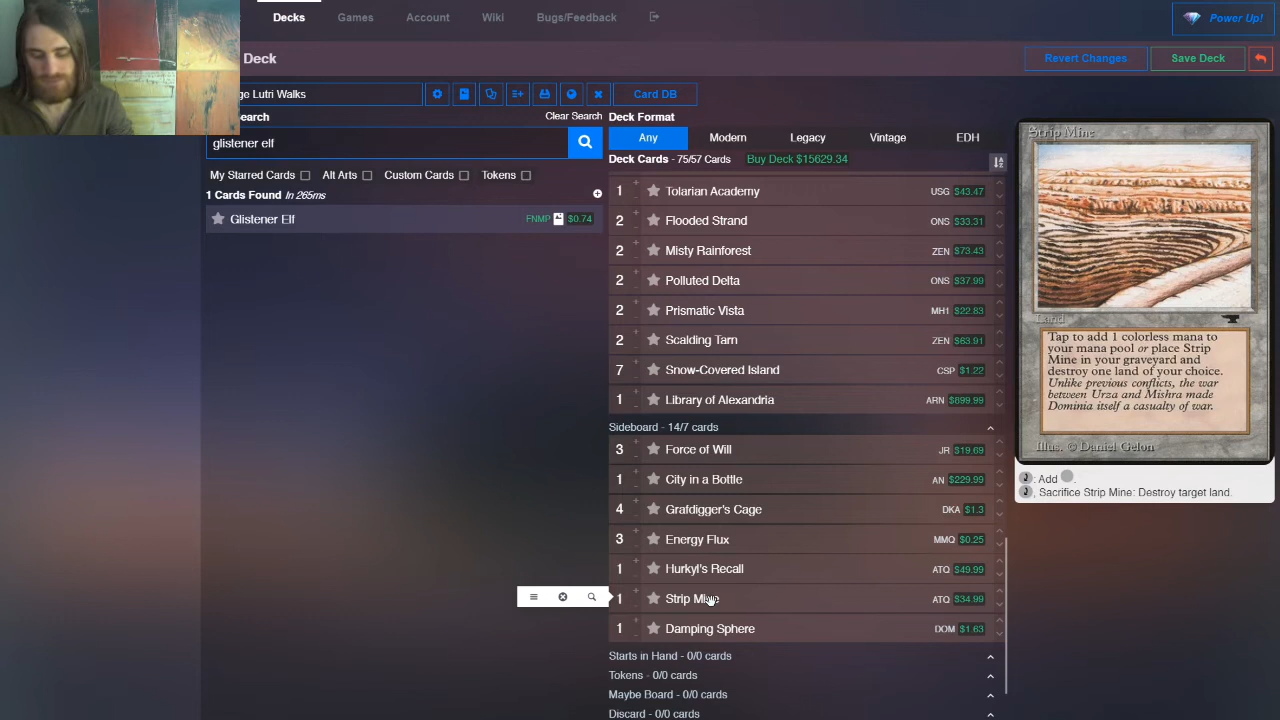 Decks
Games
Account
Wiki
Bugs/Feedback
Power Up!
Deck
Revert Changes
Save Deck
ge Lutri Walks
Card DB
Search
Clear Search
glistener elf
My Starred Cards
Alt Arts
Custom Cards
Tokens
1 Cards Found In 265ms
Glistener Elf FNMP $0.74
Deck Format
Any
Modern
Legacy
Vintage
EDH
Deck Cards - 75/57 Cards Buy Deck $15629.34
1 Tolarian Academy USG $43.47
2 Flooded Strand ONS $33.31
2 Misty Rainforest ZEN $73.43
2 Polluted Delta ONS $37.99
2 Prismatic Vista MH1 $22.83
2 Scalding Tarn ZEN $63.91
7 Snow-Covered Island CSP $1.22
1 Library of Alexandria ARN $899.99
Sideboard - 14/7 cards
3 Force of Will JR $19.69
1 City in a Bottle AN $229.99
4 Grafdigger's Cage DKA $1.3
3 Energy Flux MMQ $0.25
1 Hurkyl's Recall ATQ $49.99
1 Strip Mine ATQ $34.99
1 Damping Sphere DOM $1.63
Starts in Hand - 0/0 cards
Tokens - 0/0 cards
Maybe Board - 0/0 cards
Discard - 0/0 cards
Strip Mine
Land
Tap to add 1 colorless mana to
your mana pool or place Strip
Mine in your graveyard and
destroy one land of your choice.
Unlike previous conflicts, the war
between Urza and Mishra made
Dominia itself a casualty of war.
Illus. © Daniel Gelon
: Add .
, Sacrifice Strip Mine: Destroy target land.